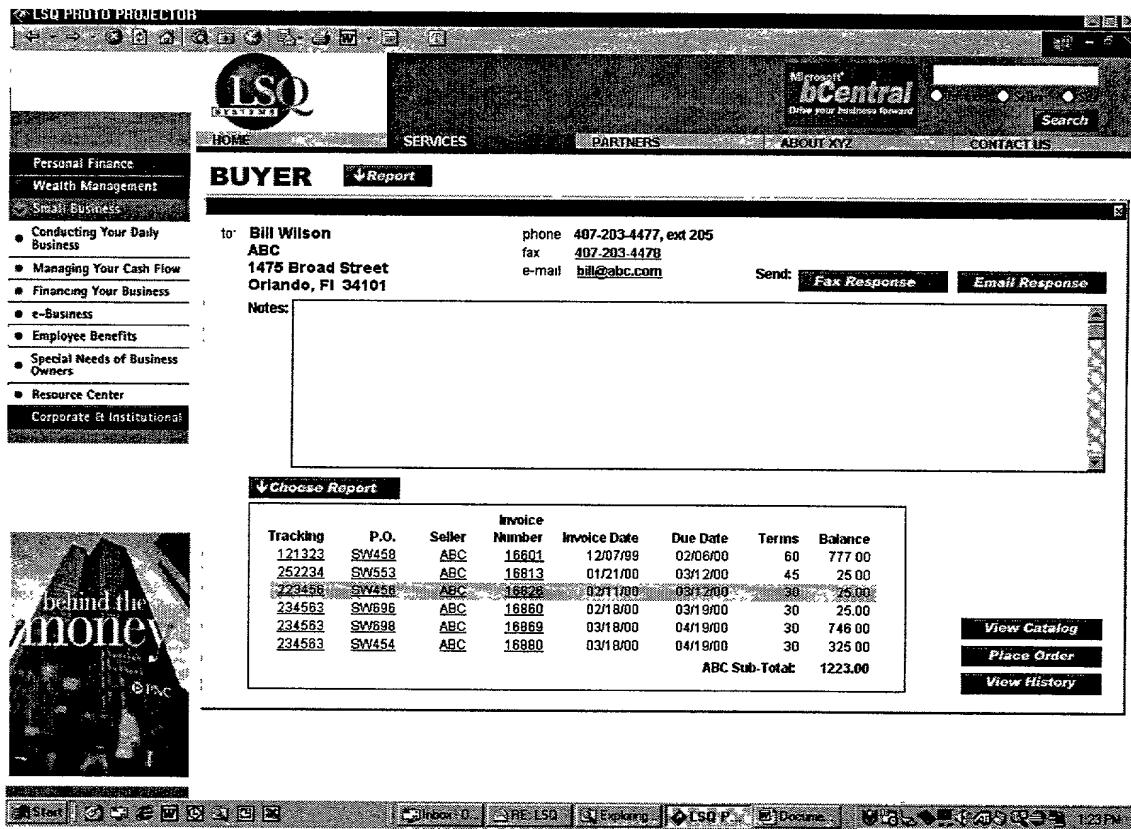 LSQ PROTO PROJECTOR
LSQ
SYSTEMS
Microsoft
bCentral
Drive your business forward
Search
HOME
SERVICES
PARTNERS
ABOUT XYZ
CONTACT US
Personal Finance
Wealth Management
Small Business
Conducting Your Daily
Business
Managing Your Cash Flow
Financing Your Business
e-Business
Employee Benefits
Special Needs of Business
Owners
Resource Center
Corporate & Institutional
behind the
money
PNC
BUYER
Report
to: Bill Wilson
ABC
1475 Broad Street
Orlando, Fl 34101
phone 407-203-4477, ext 205
fax 407-203-4478
e-mail bill@abc.com
Send: Fax Response Email Response
Notes:
Choose Report
Tracking P.O. Seller Invoice Number Invoice Date Due Date Terms Balance
121323 SW458 ABC 16601 12/07/99 02/06/00 60 777 00
252234 SW553 ABC 16813 01/21/00 03/12/00 45 25 00
223456 SW456 ABC 16826 02/11/00 03/12/00 30 25.00
234563 SW696 ABC 16860 02/18/00 03/19/00 30 25.00
234563 SW698 ABC 16869 03/18/00 04/19/00 30 746 00
234563 SW454 ABC 16880 03/18/00 04/19/00 30 325 00
ABC Sub-Total: 1223.00
View Catalog
Place Order
View History
Start
Inbox - O...
RE: LSQ
Exploring
LSQ P...
Docume...
1:23 PM